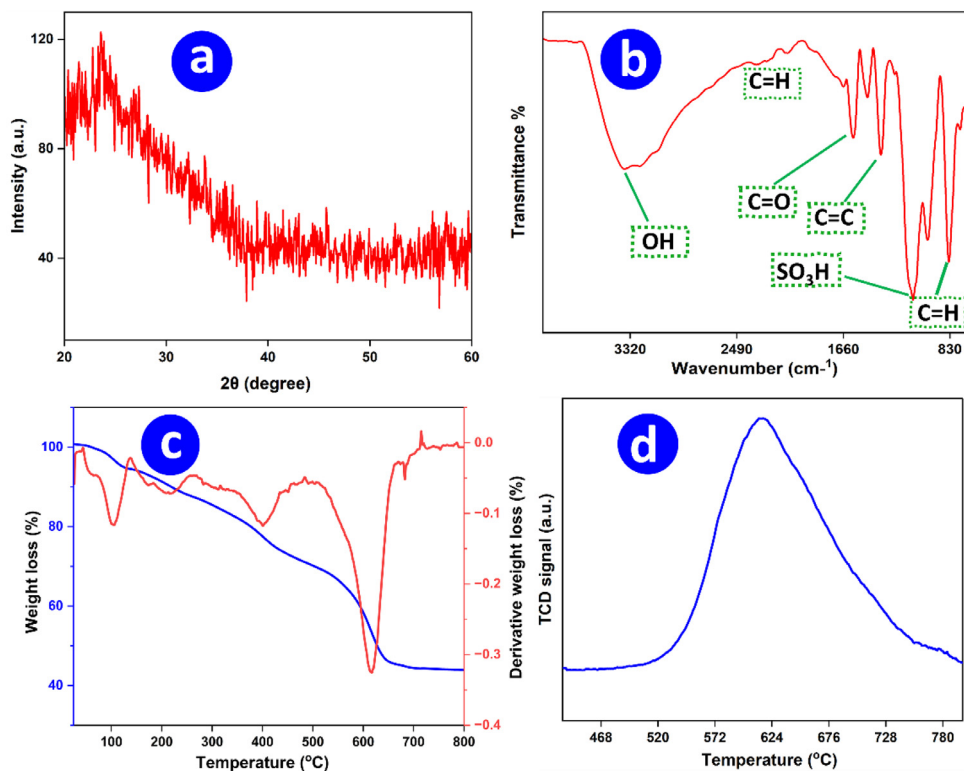 a
Intensity (a.u.)
120
80
40
20 30 40 50 60
2θ (degree)
b
Transmittance %
C=H
C=O
C=C
OH
SO₃H
C=H
3320 2490 1660 830
Wavenumber (cm-¹)
c
Weight loss (%)
100
80
60
40
0.0
−0.1
−0.2
−0.3
−0.4
Derivative weight loss (%)
100 200 300 400 500 600 700 800
Temperature (°C)
d
TCD signal (a.u.)
468 520 572 624 676 728 780
Temperature (°C)